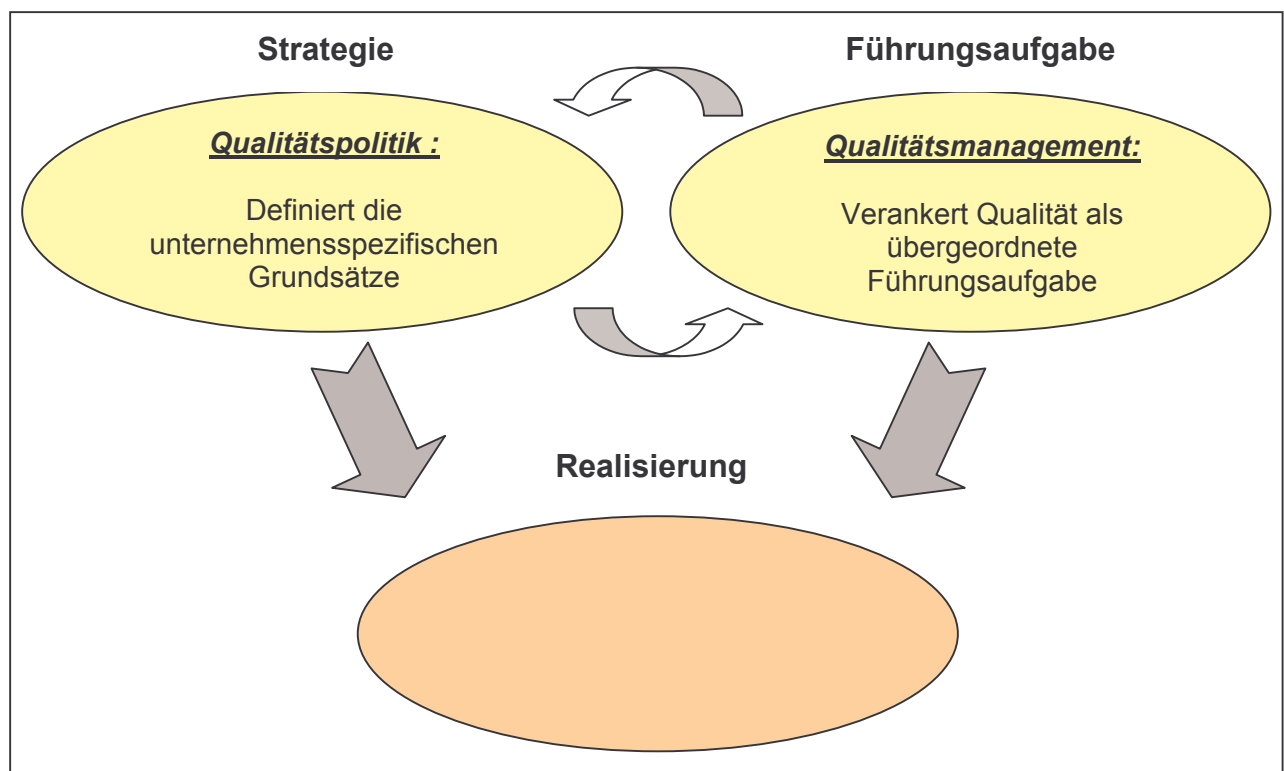 Strategie
Führungsaufgabe
Qualitätspolitik :
Definiert die
unternehmensspezifischen
Grundsätze
Qualitätsmanagement:
Verankert Qualität als
übergeordnete
Führungsaufgabe
Realisierung